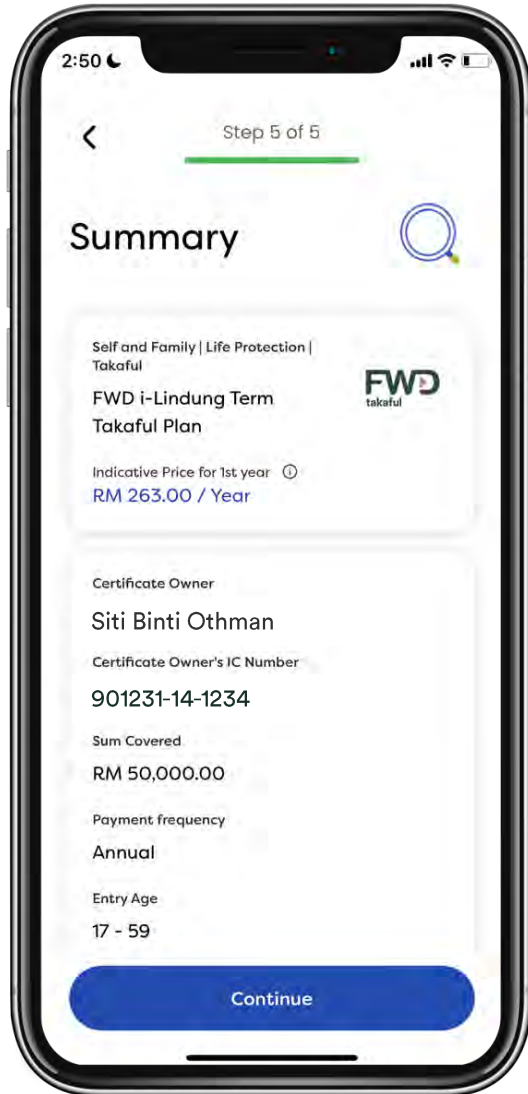 2:50
Step 5 of 5
Summary
Self and Family | Life Protection |
Takaful
FWD i-Lindung Term
Takaful Plan
FWD
takaful
Indicative Price for 1st year
RM 263.00 / Year
Certificate Owner
Siti Binti Othman
Certificate Owner's IC Number
901231-14-1234
Sum Covered
RM 50,000.00
Payment frequency
Annual
Entry Age
17 - 59
Continue